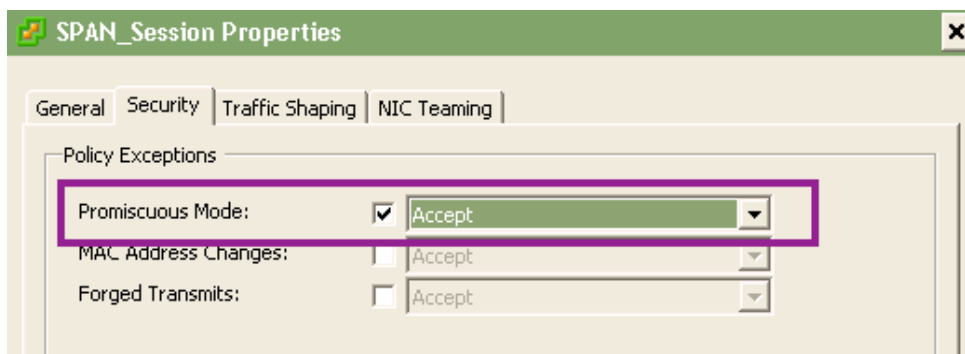 SPAN_Session Properties
General Security Traffic Shaping NIC Teaming
Policy Exceptions
Promiscuous Mode: Accept
MAC Address Changes: Accept
Forged Transmits: Accept